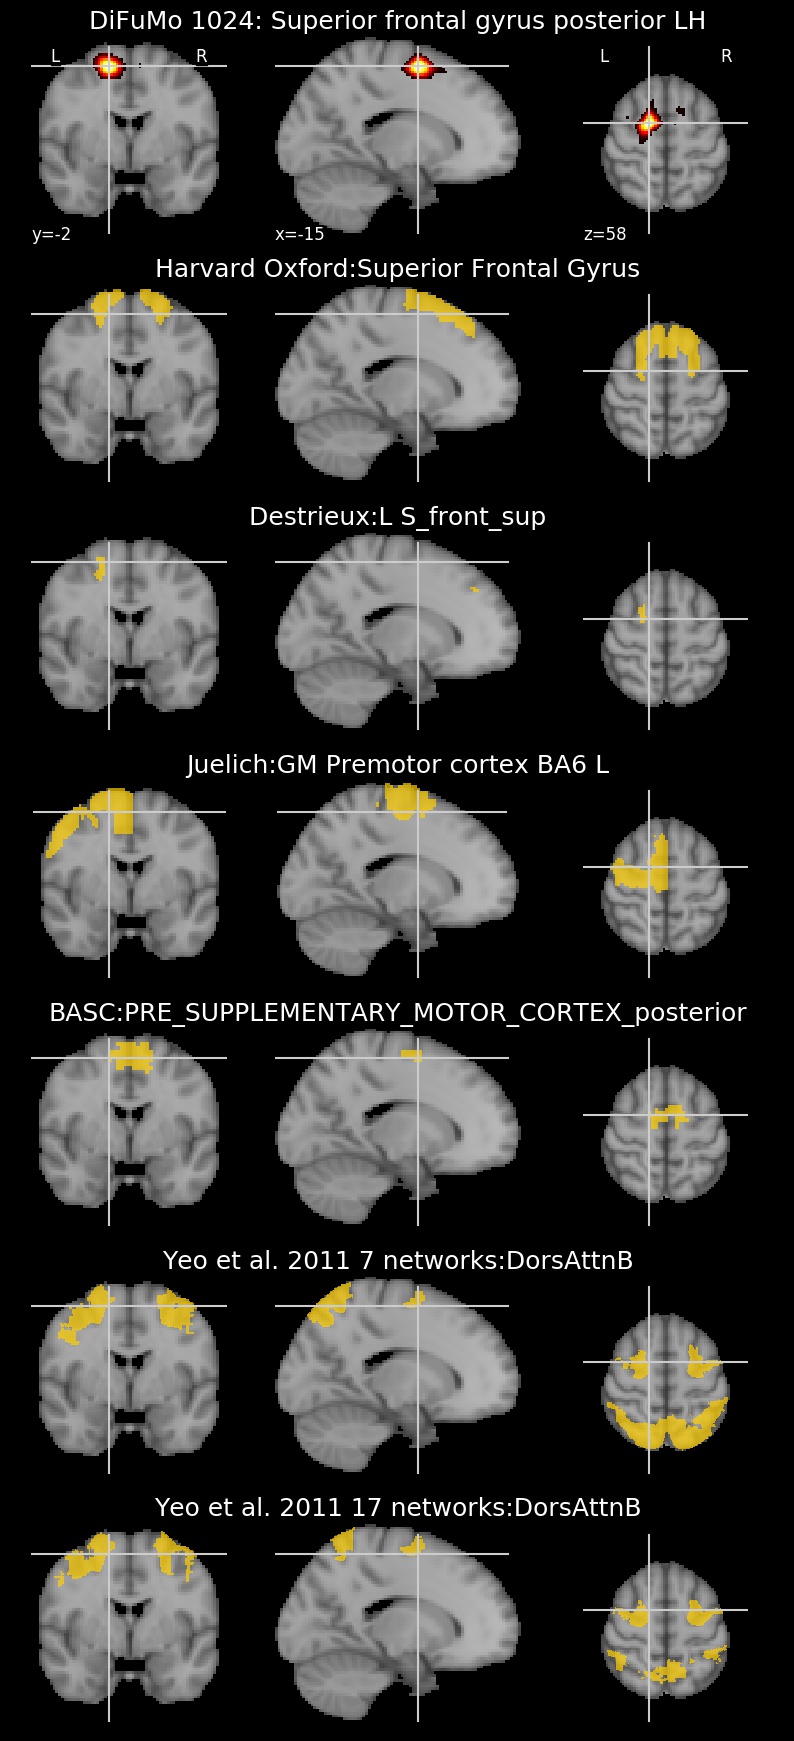 DiFuMo 1024: Superior frontal gyrus posterior LH
L R L R
y=-2 x=-15 z=58
Harvard Oxford:Superior Frontal Gyrus
Destrieux:L S_front_sup
Juelich:GM Premotor cortex BA6 L
BASC:PRE_SUPPLEMENTARY_MOTOR_CORTEX_posterior
Yeo et al. 2011 7 networks:DorsAttnB
Yeo et al. 2011 17 networks:DorsAttnB